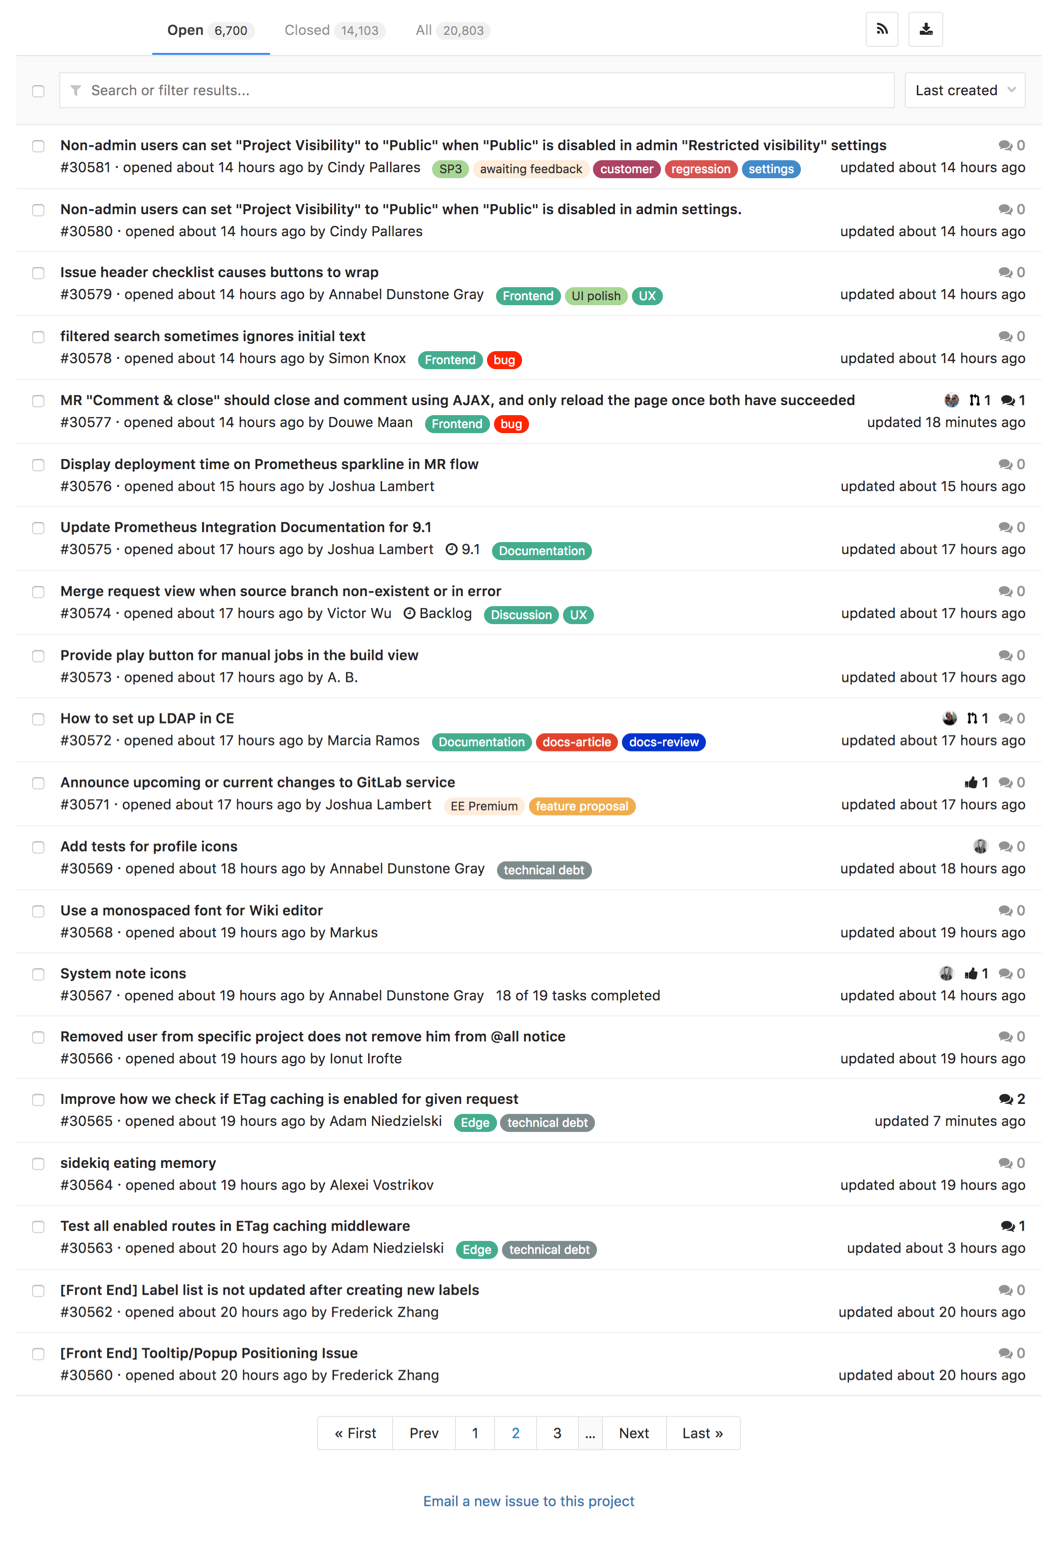 Open 6,700 Closed 14,103 All 20,803
Search or filter results... Last created
Non-admin users can set "Project Visibility" to "Public" when "Public" is disabled in admin "Restricted visibility" settings 0
#30581 · opened about 14 hours ago by Cindy Pallares SP3 awaiting feedback customer regression settings updated about 14 hours ago
Non-admin users can set "Project Visibility" to "Public" when "Public" is disabled in admin settings. 0
#30580 · opened about 14 hours ago by Cindy Pallares updated about 14 hours ago
Issue header checklist causes buttons to wrap 0
#30579 · opened about 14 hours ago by Annabel Dunstone Gray Frontend UI polish UX updated about 14 hours ago
filtered search sometimes ignores initial text 0
#30578 · opened about 14 hours ago by Simon Knox Frontend bug updated about 14 hours ago
MR "Comment & close" should close and comment using AJAX, and only reload the page once both have succeeded 1 1
#30577 · opened about 14 hours ago by Douwe Maan Frontend bug updated 18 minutes ago
Display deployment time on Prometheus sparkline in MR flow 0
#30576 · opened about 15 hours ago by Joshua Lambert updated about 15 hours ago
Update Prometheus Integration Documentation for 9.1 0
#30575 · opened about 17 hours ago by Joshua Lambert 9.1 Documentation updated about 17 hours ago
Merge request view when source branch non-existent or in error 0
#30574 · opened about 17 hours ago by Victor Wu Backlog Discussion UX updated about 17 hours ago
Provide play button for manual jobs in the build view 0
#30573 · opened about 17 hours ago by A. B. updated about 17 hours ago
How to set up LDAP in CE 1 0
#30572 · opened about 17 hours ago by Marcia Ramos Documentation docs-article docs-review updated about 17 hours ago
Announce upcoming or current changes to GitLab service 1 0
#30571 · opened about 17 hours ago by Joshua Lambert EE Premium feature proposal updated about 17 hours ago
Add tests for profile icons 0
#30569 · opened about 18 hours ago by Annabel Dunstone Gray technical debt updated about 18 hours ago
Use a monospaced font for Wiki editor 0
#30568 · opened about 19 hours ago by Markus updated about 19 hours ago
System note icons 1 0
#30567 · opened about 19 hours ago by Annabel Dunstone Gray 18 of 19 tasks completed updated about 14 hours ago
Removed user from specific project does not remove him from @all notice 0
#30566 · opened about 19 hours ago by Ionut Irofte updated about 19 hours ago
Improve how we check if ETag caching is enabled for given request 2
#30565 · opened about 19 hours ago by Adam Niedzielski Edge technical debt updated 7 minutes ago
sidekiq eating memory 0
#30564 · opened about 19 hours ago by Alexei Vostrikov updated about 19 hours ago
Test all enabled routes in ETag caching middleware 1
#30563 · opened about 20 hours ago by Adam Niedzielski Edge technical debt updated about 3 hours ago
[Front End] Label list is not updated after creating new labels 0
#30562 · opened about 20 hours ago by Frederick Zhang updated about 20 hours ago
[Front End] Tooltip/Popup Positioning Issue 0
#30560 · opened about 20 hours ago by Frederick Zhang updated about 20 hours ago
« First Prev 1 2 3 ... Next Last »
Email a new issue to this project